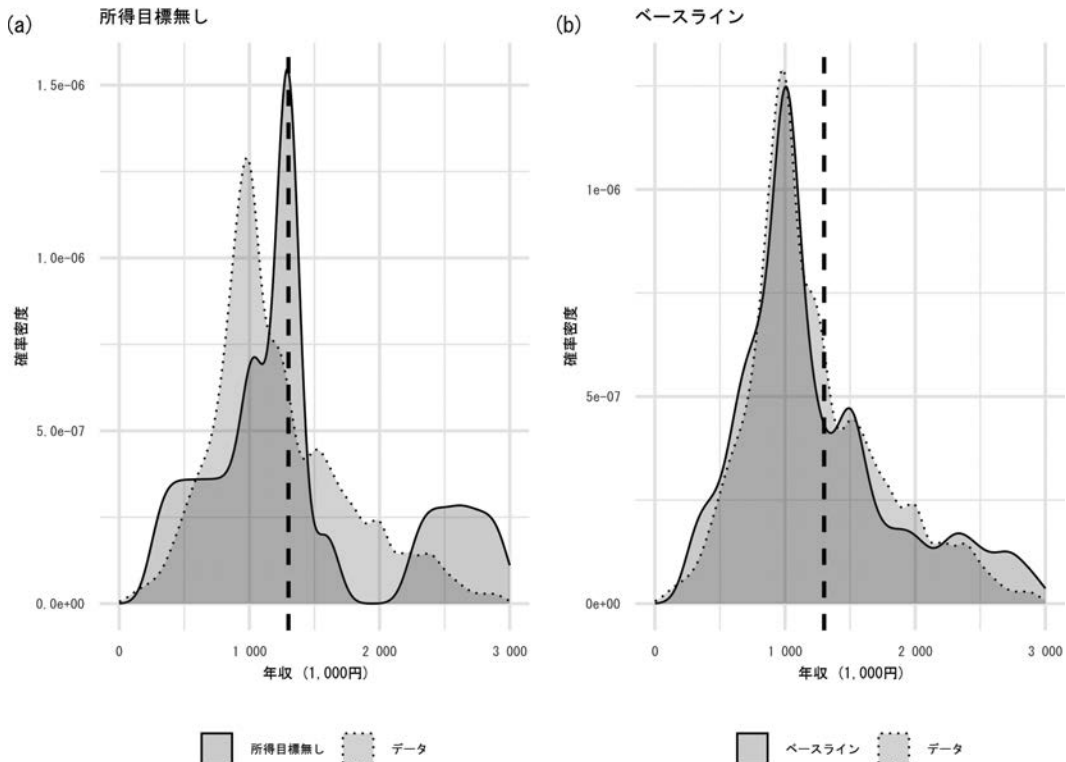 (a) 所得目標無し
1.5e-06
1.0e-06
5.0e-07
0.0e+00
確率密度
0 1 000 2 000 3 000
年収 (1,000円)
所得目標無し データ
(b) ベースライン
1e-06
5e-07
0e+00
確率密度
0 1 000 2 000 3 000
年収 (1,000円)
ベースライン データ